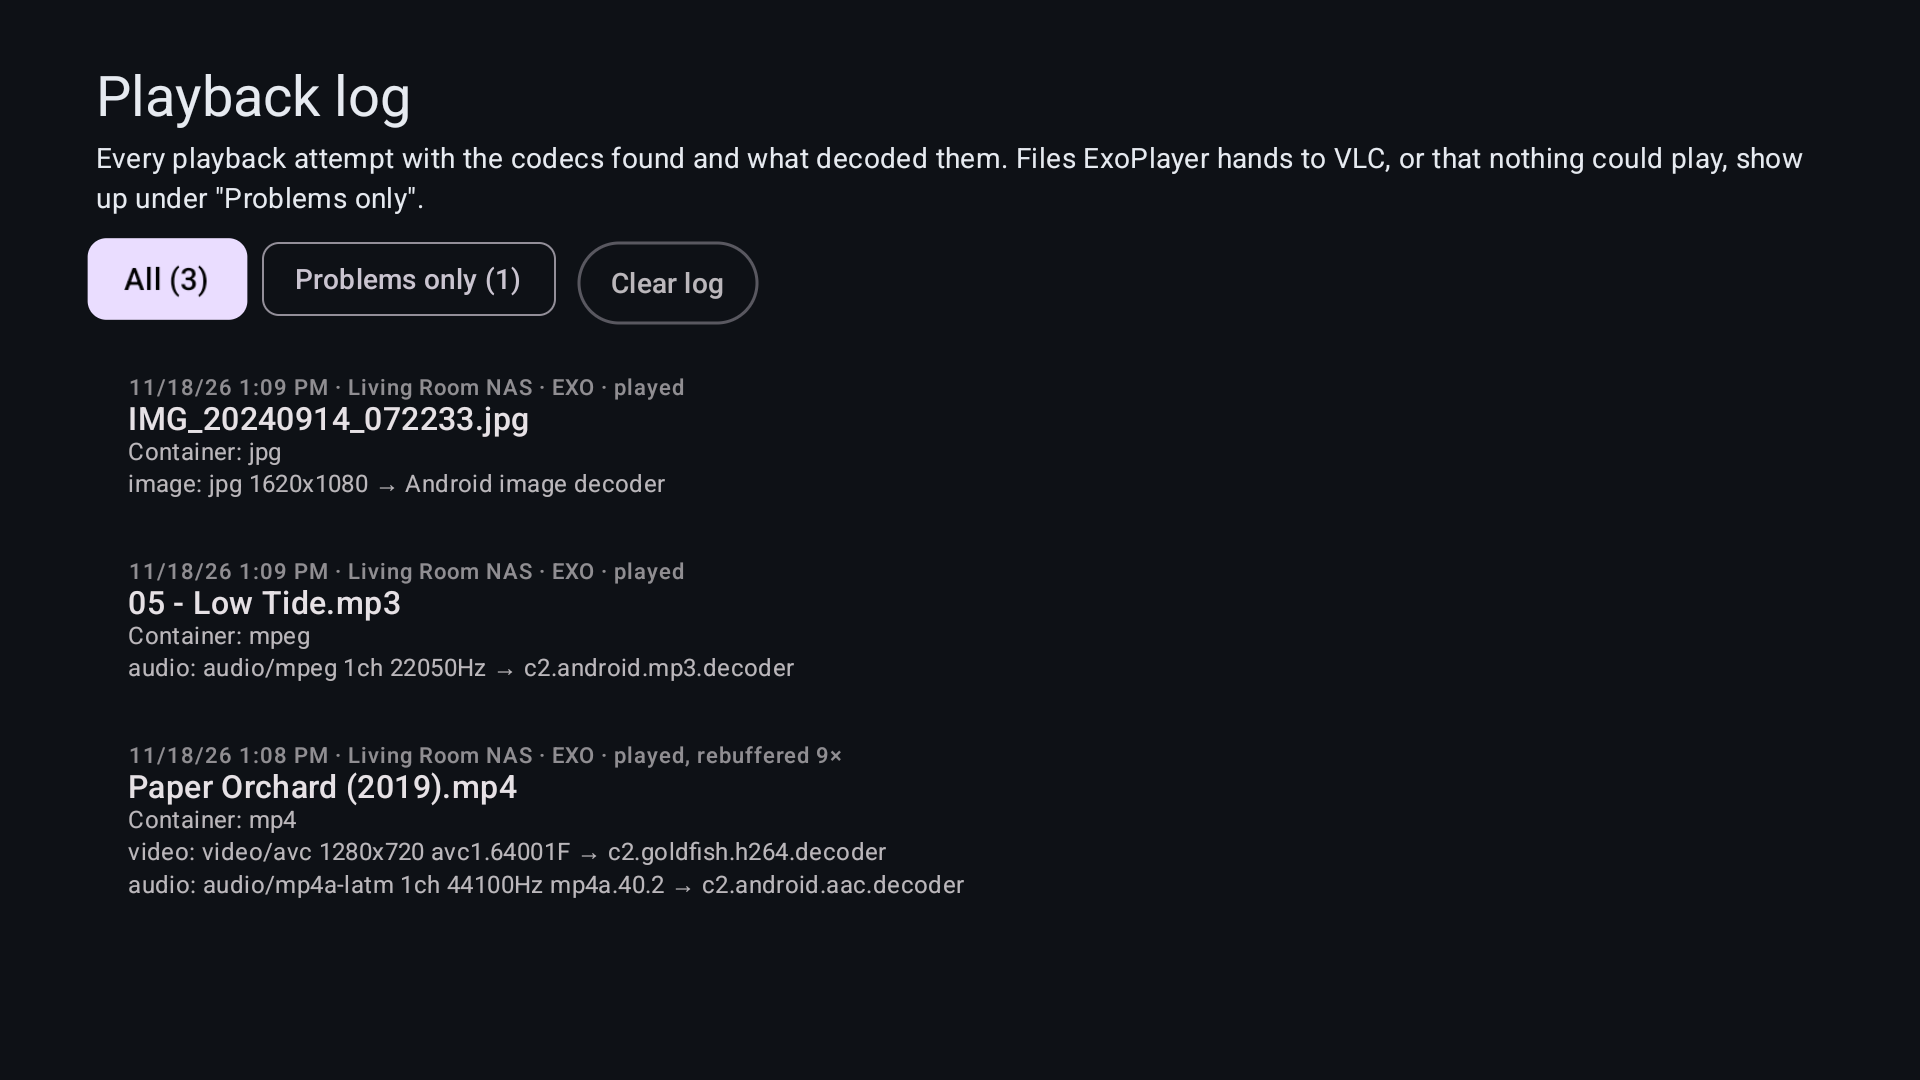 Playback log
Every playback attempt with the codecs found and what decoded them. Files ExoPlayer hands to VLC, or that nothing could play, show
up under "Problems only".
All (3)
Problems only (1)
Clear log
11/18/26 1:09 PM · Living Room NAS · EXO · played
IMG_20240914_072233.jpg
Container: jpg
image: jpg 1620x1080 → Android image decoder
11/18/26 1:09 PM · Living Room NAS · EXO · played
05 - Low Tide.mp3
Container: mpeg
audio: audio/mpeg 1ch 22050Hz → c2.android.mp3.decoder
11/18/26 1:08 PM · Living Room NAS · EXO · played, rebuffered 9×
Paper Orchard (2019).mp4
Container: mp4
video: video/avc 1280x720 avc1.64001F → c2.goldfish.h264.decoder
audio: audio/mp4a-latm 1ch 44100Hz mp4a.40.2 → c2.android.aac.decoder